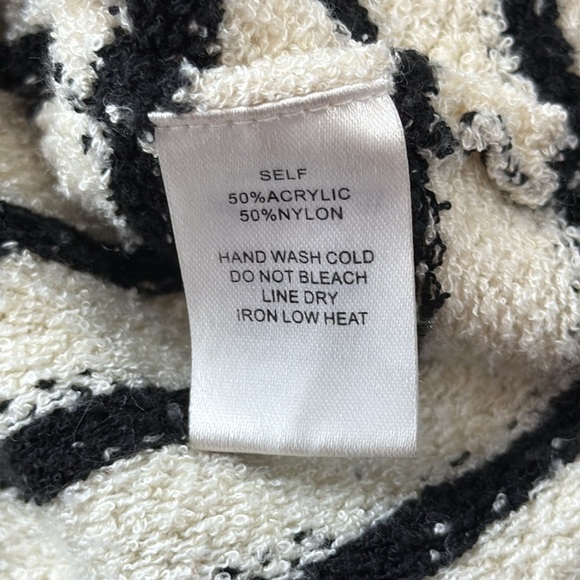 SELF
50%ACRYLIC
50%NYLON
HAND WASH COLD
DO NOT BLEACH
LINE DRY
IRON LOW HEAT